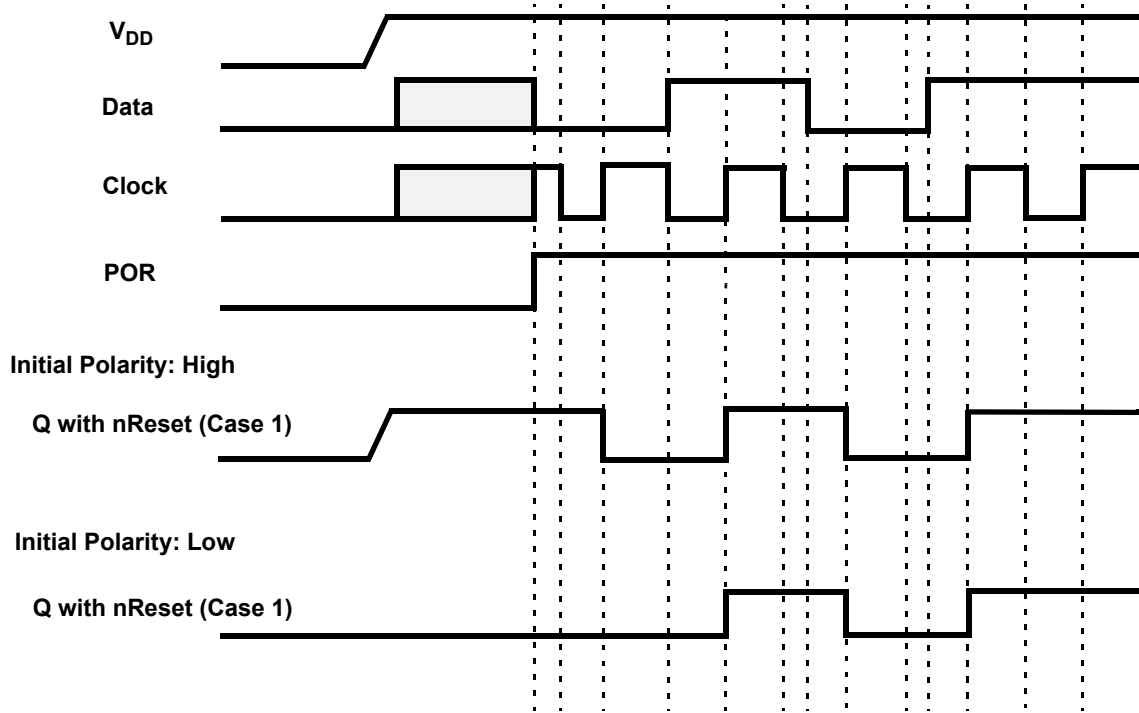 VDD
Data
Clock
POR
Initial Polarity: High
Q with nReset (Case 1)
Initial Polarity: Low
Q with nReset (Case 1)